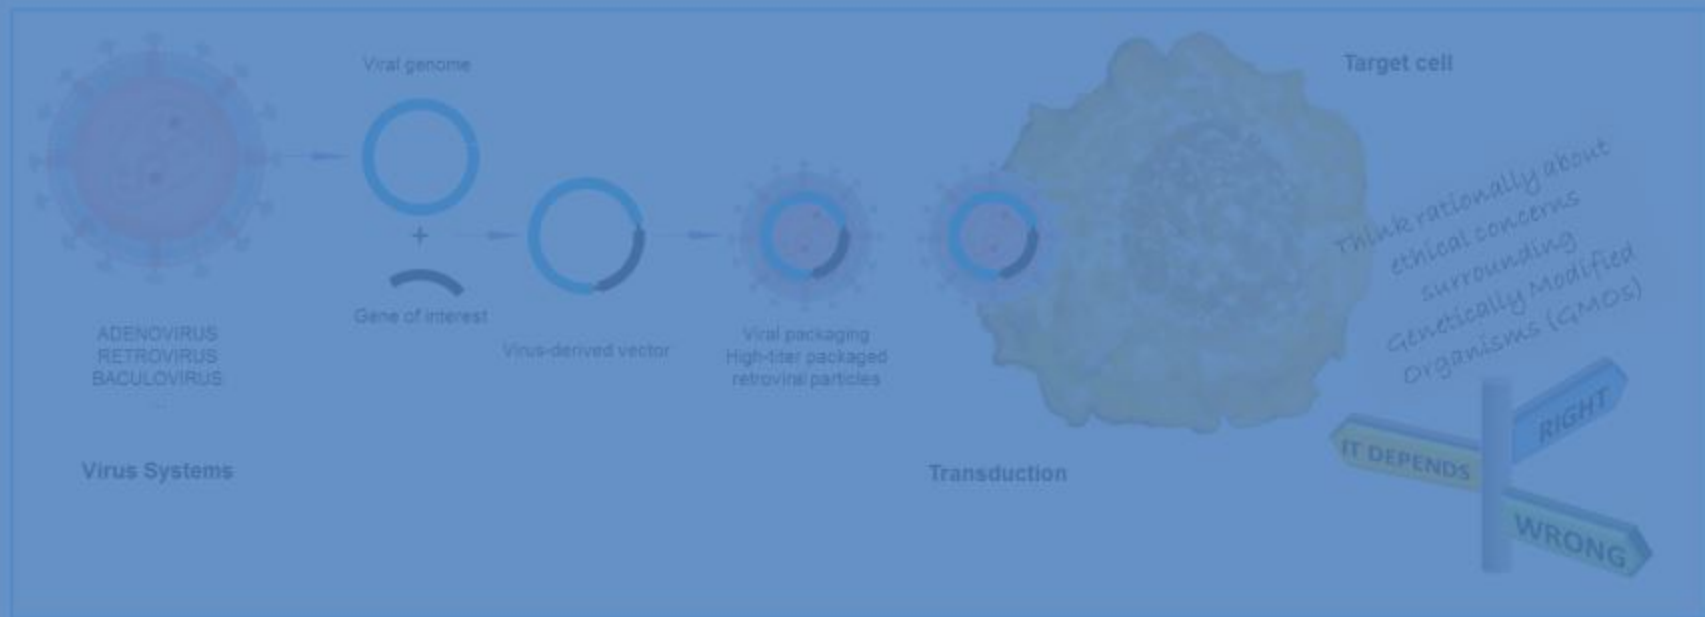 Viral genome
Target cell
+
Gene of interest
Think rationally about
ethical concerns
surrounding
Genetically Modified
Organisms (GMOs)
ADENOVIRUS
RETROVIRUS
BACULOVIRUS
...
Virus-derived vector
Viral packaging
High-titer packaged
retroviral particles
RIGHT
IT DEPENDS
WRONG
Virus Systems
Transduction